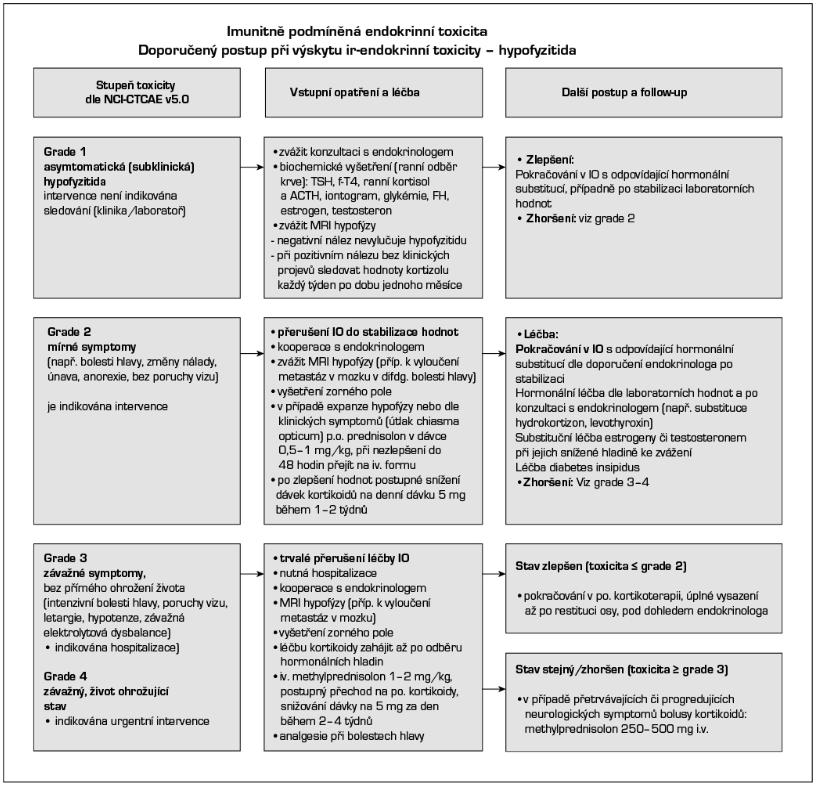 Imunitně podmíněná endokrinní toxicita
Doporučený postup při výskytu ir-endokrinní toxicity – hypofyzitida
Stupeň toxicity
dle NCI-CTCAE v5.0
Vstupní opatření a léčba
Další postup a follow-up
Grade 1
asymtomatická (subklinická)
hypofyzitida
intervence není indikována
sledování (klinika/laboratoř)
• zvážit konzultaci s endokrinologem
• biochemické vyšetření (ranní odběr
krve): TSH, f-T4, ranní kortisol
a ACTH, iontogram, glykémie, FH,
estrogen, testosteron
• zvážit MRI hypofýzy
- negativní nález nevylučuje hypofyzitidu
- při pozitivním nálezu bez klinických
projevů sledovat hodnoty kortizolu
každý týden po dobu jednoho měsíce
• Zlepšení:
Pokračování v IO s odpovídající hormonální
substitucí, případně po stabilizaci laboratorních
hodnot
• Zhoršení: viz grade 2
Grade 2
mírné symptomy
(např. bolesti hlavy, změny nálady,
únava, anorexie, bez poruchy vizu)
je indikována intervence
• přerušení IO do stabilizace hodnot
• kooperace s endokrinologem
• zvážit MRI hypofýzy (příp. k vyloučení
metastáz v mozku v difdg. bolesti hlavy)
• vyšetření zorného pole
• v případě expanze hypofýzy nebo dle
klinických symptomů (útlak chiasma
opticum) p.o. prednisolon v dávce
0,5–1 mg/kg, při nezlepšení do
48 hodin přejít na iv. formu
• po zlepšení hodnot postupné snížení
dávek kortikoidů na denní dávku 5 mg
během 1–2 týdnů
• Léčba:
Pokračování v IO s odpovídající hormonální
substitucí dle doporučení endokrinologa po
stabilizaci
Hormonální léčba dle laboratorních hodnot a po
konzultaci s endokrinologem (např. substituce
hydrokortizon, levothyroxin)
Substituční léčba estrogeny či testosteronem
při jejich snížené hladině ke zvážení
Léčba diabetes insipidus
• Zhoršení: Viz grade 3–4
Grade 3
závažné symptomy,
bez přímého ohrožení života
(intenzivní bolesti hlavy, poruchy vizu,
letargie, hypotenze, závažná
elektrolytová dysbalance)
• indikována hospitalizace)
Grade 4
závažný, život ohrožující
stav
• indikována urgentní intervence
• trvalé přerušení léčby IO
• nutná hospitalizace
• kooperace s endokrinologem
• MRI hypofýzy (příp. k vyloučení
metastáz v mozku)
• vyšetření zorného pole
• léčbu kortikoidy zahájit až po odběru
hormonálních hladin
• iv. methylprednisolon 1–2 mg/kg,
postupný přechod na po. kortikoidy,
snižování dávky na 5 mg za den
během 2–4 týdnů
• analgesie při bolestech hlavy
Stav zlepšen (toxicita ≤ grade 2)
• pokračování v po. kortikoterapii, úplné vysazení
až po restituci osy, pod dohledem endokrinologa
Stav stejný/zhoršen (toxicita ≥ grade 3)
• v případě přetrvávajících či progredujících
neurologických symptomů bolusy kortikoidů:
methylprednisolon 250–500 mg i.v.